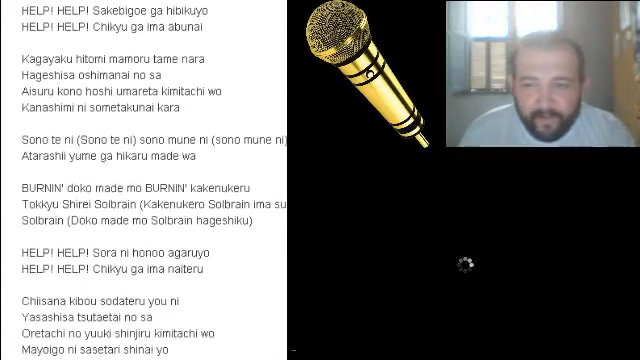 HELP! HELP! Sakebigoe ga hibikuyo
HELP! HELP! Chikyu ga ima abunai
Kagayaku hitomi mamoru tame nara
Hageshisa oshimanai no sa
Aisuru kono hoshi umareta kimitachi wo
Kanashimi ni sometakunai kara
Sono te ni (Sono te ni) sono mune ni (sono mune ni)
Atarashii yume ga hikaru made wa
BURNIN' doko made mo BURNIN' kakenukeru
Tokkyu Shirei Solbrain (Kakenukero Solbrain ima su
Solbrain (Doko made mo Solbrain hageshiku)
HELP! HELP! Sora ni honoo agaruyo
HELP! HELP! Chikyu ga ima naiteru
Chiisana kibou sodateru you ni
Yasashisa tsutaetai no sa
Oretachi no yuuki shinjiru kimitachi wo
Mayoigo ni sasetari shinai yo